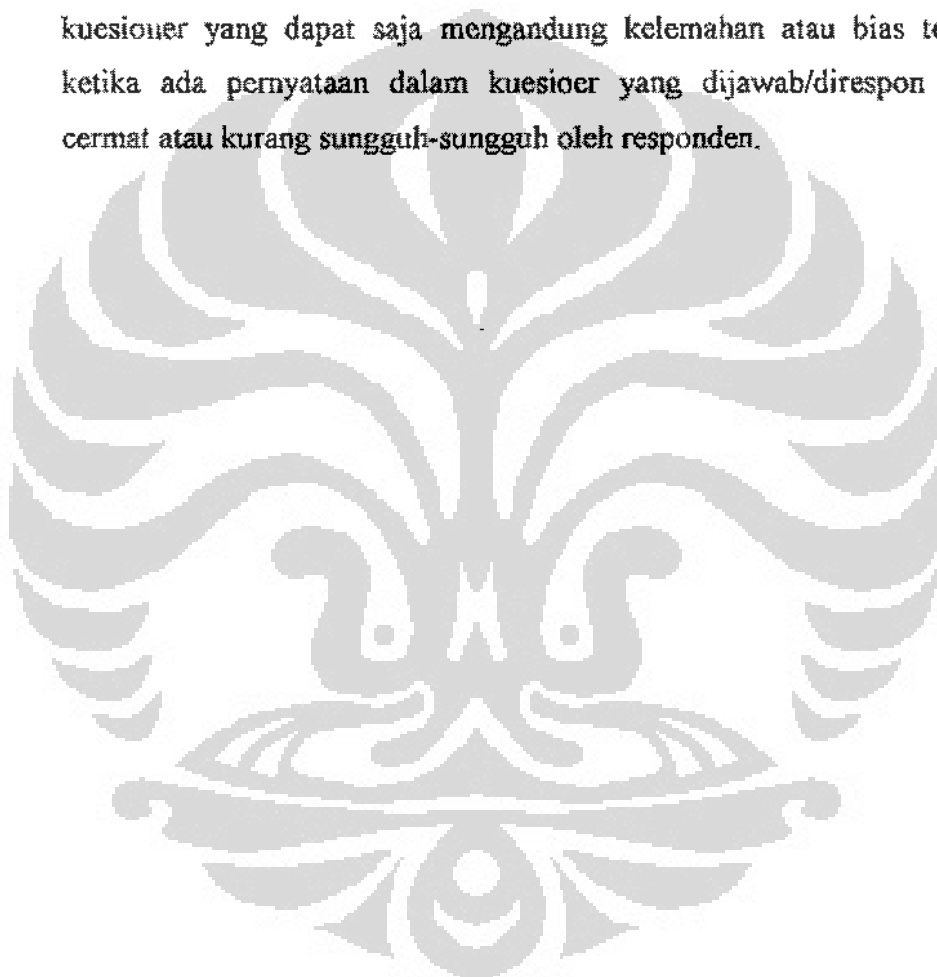 kuesioner yang dapat saja mengandung kelemahan atau bias te
ketika ada pernyataan dalam kuesioer yang dijawab/direspon
cermat atau kurang sungguh-sungguh oleh responden.